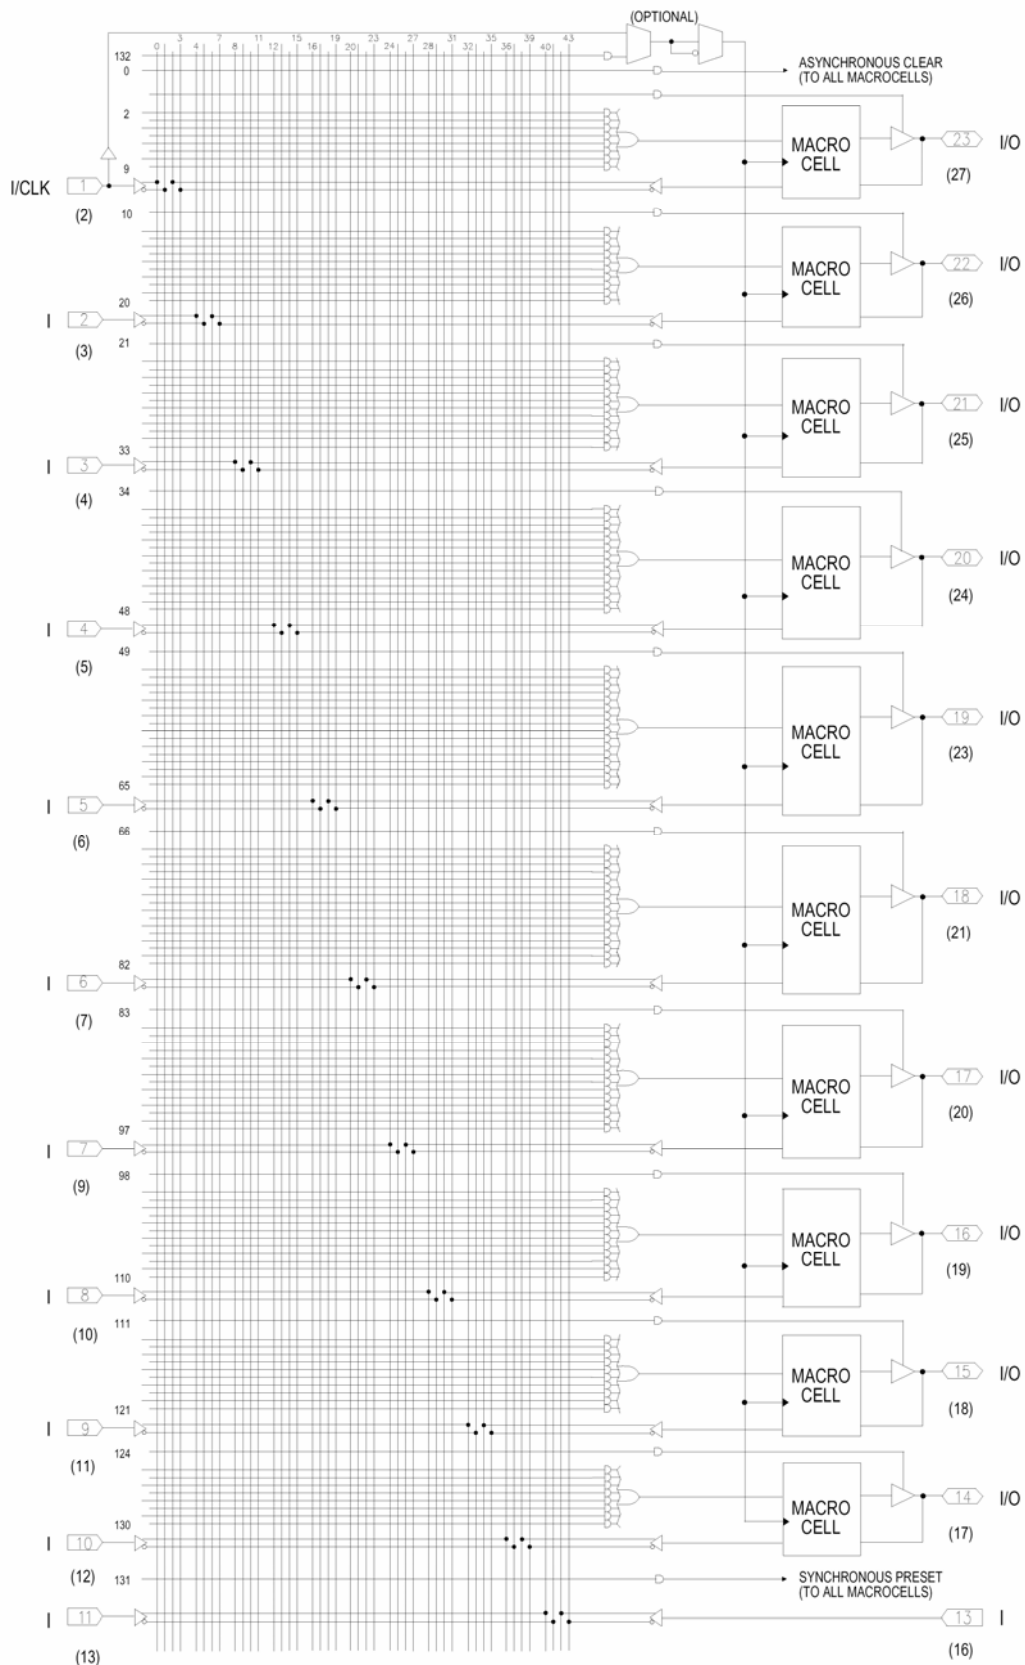 (OPTIONAL)
3 7 11 15 19 23 27 31 35 39 43
0 4 8 12 16 20 24 28 32 36 40
132
0
ASYNCHRONOUS CLEAR
(TO ALL MACROCELLS)
2
MACRO
CELL
23 I/O
(27)
9
I/CLK 1
(2)
10
MACRO
CELL
22 I/O
(26)
20
I 2
(3)
21
MACRO
CELL
21 I/O
(25)
33
I 3
(4)
34
MACRO
CELL
20 I/O
(24)
48
I 4
(5)
49
MACRO
CELL
19 I/O
(23)
65
I 5
(6)
66
MACRO
CELL
18 I/O
(21)
82
I 6
(7)
83
MACRO
CELL
17 I/O
(20)
97
I 7
(9)
98
MACRO
CELL
16 I/O
(19)
110
I 8
(10)
111
MACRO
CELL
15 I/O
(18)
121
I 9
(11)
124
MACRO
CELL
14 I/O
(17)
130
I 10
(12)
131
SYNCHRONOUS PRESET
(TO ALL MACROCELLS)
I 11
13 I
(13)
(16)